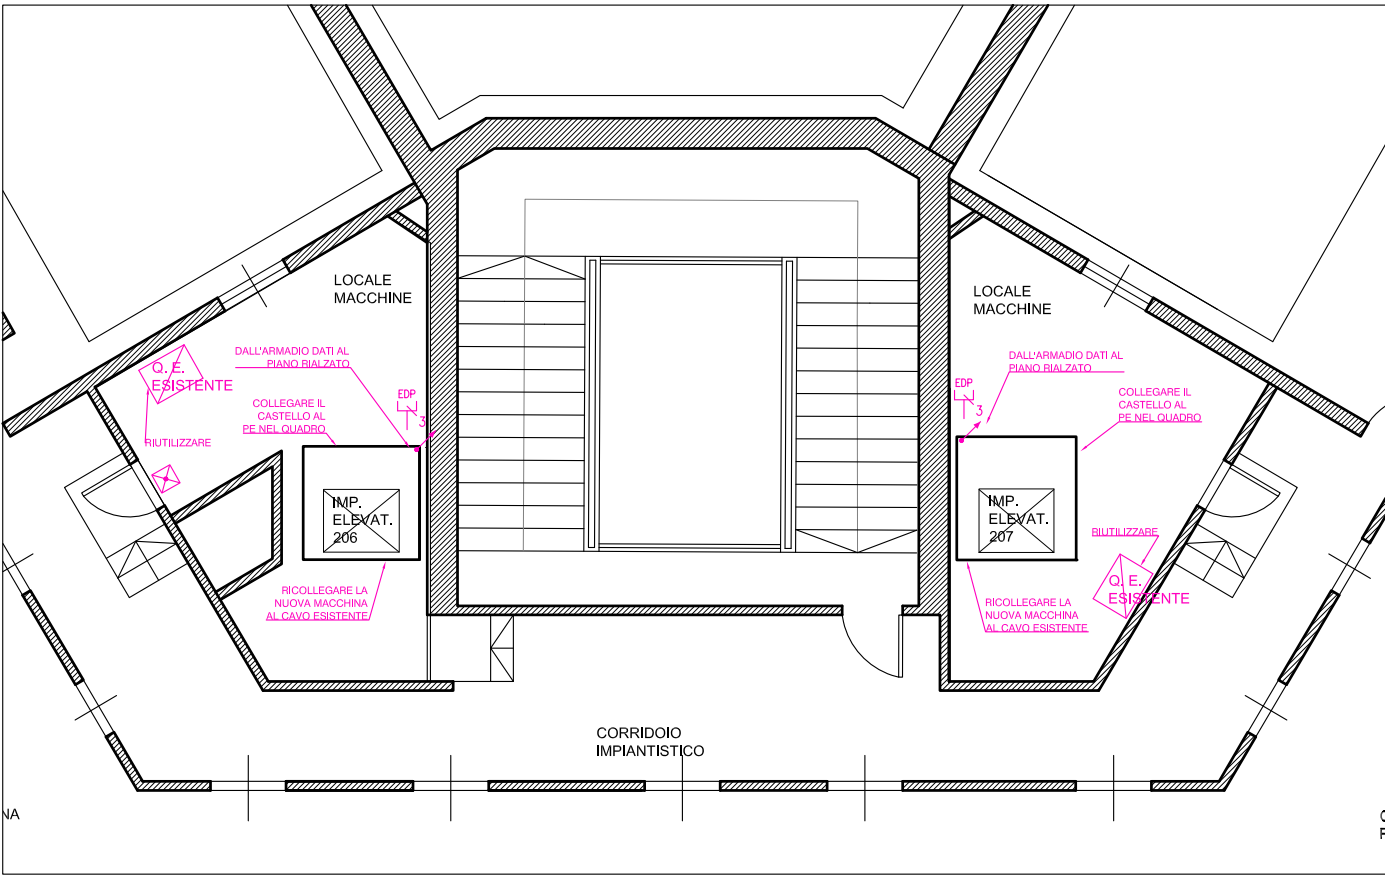 LOCALE
MACCHINE
DALL'ARMADIO DATI AL
PIANO RIALZATO
Q. E.
ESISTENTE
EDP
3
COLLEGARE IL
CASTELLO AL
PE NEL QUADRO
RIUTILIZZARE
IMP.
ELEVAT.
206
RICOLLEGARE LA
NUOVA MACCHINA
AL CAVO ESISTENTE
LOCALE
MACCHINE
DALL'ARMADIO DATI AL
PIANO RIALZATO
EDP
3
COLLEGARE IL
CASTELLO AL
PE NEL QUADRO
IMP.
ELEVAT.
207
RIUTILIZZARE
Q. E.
ESISTENTE
RICOLLEGARE LA
NUOVA MACCHINA
AL CAVO ESISTENTE
CORRIDOIO
IMPIANTISTICO
NA